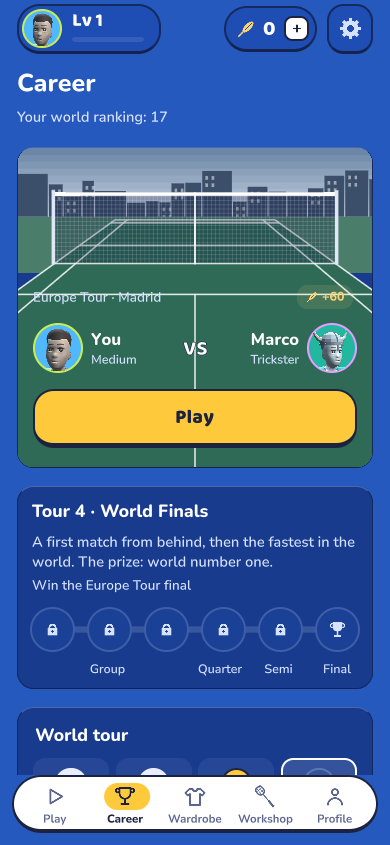 Lv 1
0
+
Career
Your world ranking: 17
Europe Tour · Madrid
+60
You
Medium
VS
Marco
Trickster
Play
Tour 4 · World Finals
A first match from behind, then the fastest in the
world. The prize: world number one.
Win the Europe Tour final
Group
Quarter
Semi
Final
World tour
Play
Career
Wardrobe
Workshop
Profile